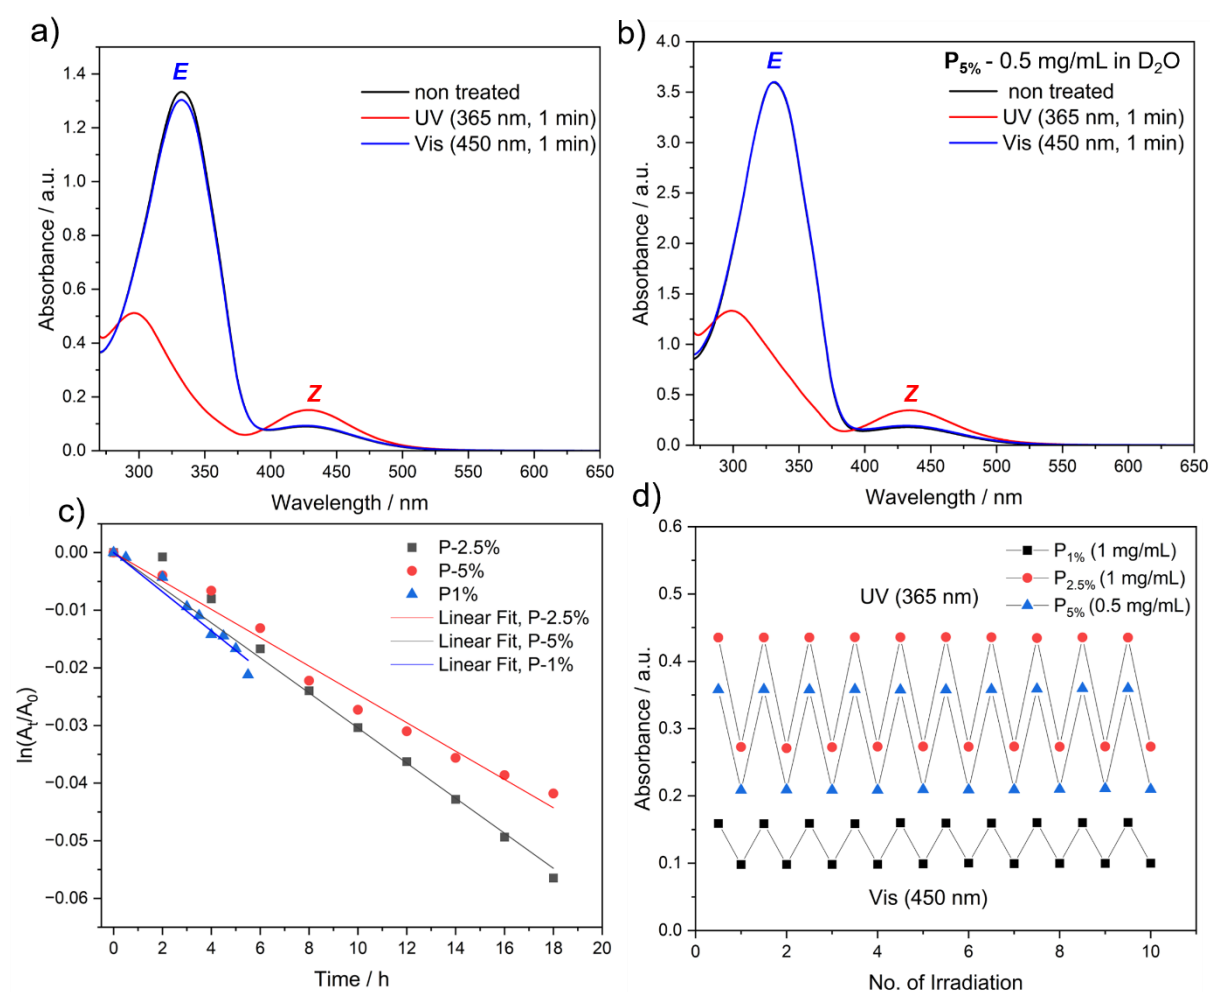 a)
E
non treated
UV (365 nm, 1 min)
Vis (450 nm, 1 min)
Z
Absorbance / a.u.
1.4
1.2
1.0
0.8
0.6
0.4
0.2
0.0
300 350 400 450 500 550 600 650
Wavelength / nm
b)
E
P5% - 0.5 mg/mL in D2O
non treated
UV (365 nm, 1 min)
Vis (450 nm, 1 min)
Z
Absorbance / a.u.
4.0
3.5
3.0
2.5
2.0
1.5
1.0
0.5
0.0
300 350 400 450 500 550 600 650
Wavelength / nm
c)
P-2.5%
P-5%
P1%
Linear Fit, P-2.5%
Linear Fit, P-5%
Linear Fit, P-1%
ln(At/A0)
0.00
−0.01
−0.02
−0.03
−0.04
−0.05
−0.06
0 2 4 6 8 10 12 14 16 18 20
Time / h
d)
P1% (1 mg/mL)
P2.5% (1 mg/mL)
P5% (0.5 mg/mL)
UV (365 nm)
Vis (450 nm)
Absorbance / a.u.
0.6
0.5
0.4
0.3
0.2
0.1
0.0
0 2 4 6 8 10
No. of Irradiation